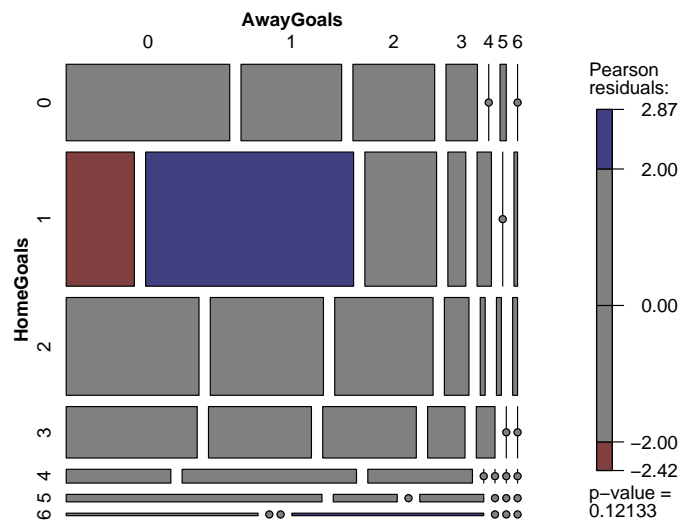 AwayGoals
0 1 2 3 4 5 6
HomeGoals
0
1
2
3
4
5
6
Pearson
residuals:
2.87
2.00
0.00
−2.00
−2.42
p-value =
0.12133